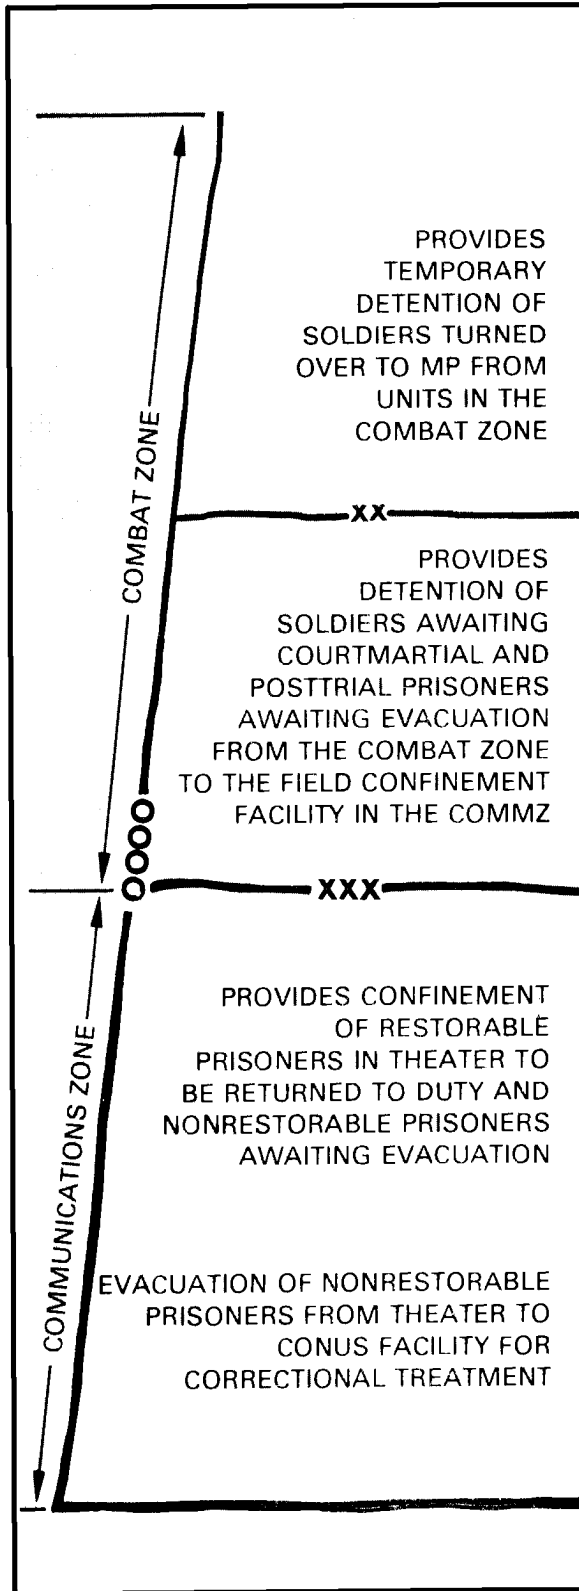 PROVIDES
TEMPORARY
DETENTION OF
SOLDIERS TURNED
OVER TO MP FROM
UNITS IN THE
COMBAT ZONE
COMBAT ZONE
XX
PROVIDES
DETENTION OF
SOLDIERS AWAITING
COURTMARTIAL AND
POSTTRIAL PRISONERS
AWAITING EVACUATION
FROM THE COMBAT ZONE
TO THE FIELD CONFINEMENT
FACILITY IN THE COMMZ
OOOO
XXX
COMMUNICATIONS ZONE
PROVIDES CONFINEMENT
OF RESTORABLE
PRISONERS IN THEATER TO
BE RETURNED TO DUTY AND
NONRESTORABLE PRISONERS
AWAITING EVACUATION
EVACUATION OF NONRESTORABLE
PRISONERS FROM THEATER TO
CONUS FACILITY FOR
CORRECTIONAL TREATMENT